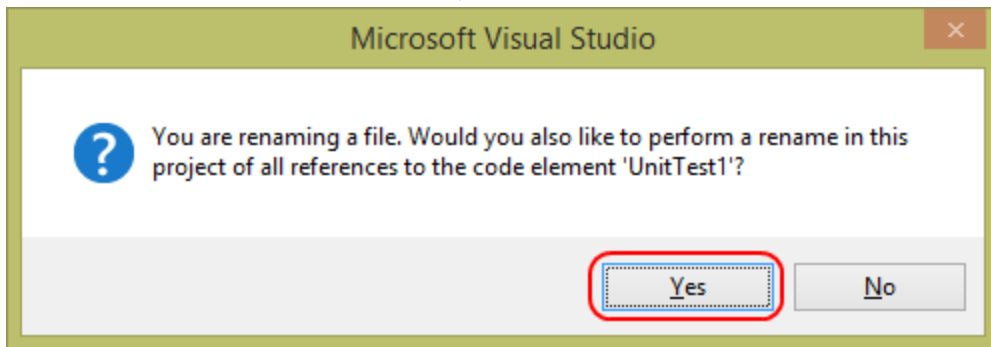 Microsoft Visual Studio
You are renaming a file. Would you also like to perform a rename in this
project of all references to the code element 'UnitTest1'?
Yes
No